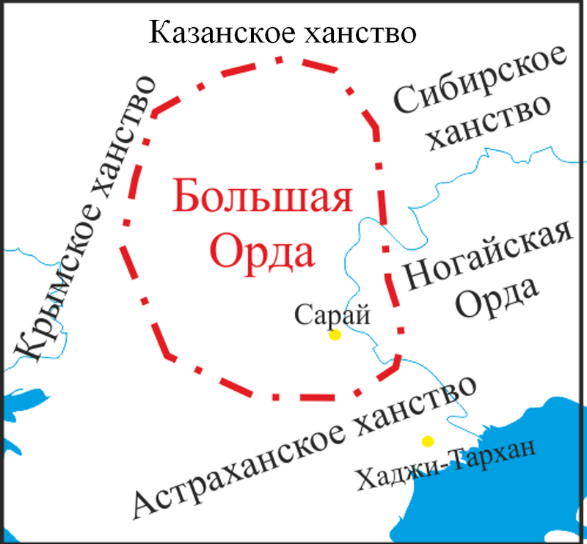 Казанское ханство
Сибирское
ханство
Крымское ханство
Большая
Орда
Ногайская
Орда
Сарай
Астраханское ханство
Хаджи-Тархан